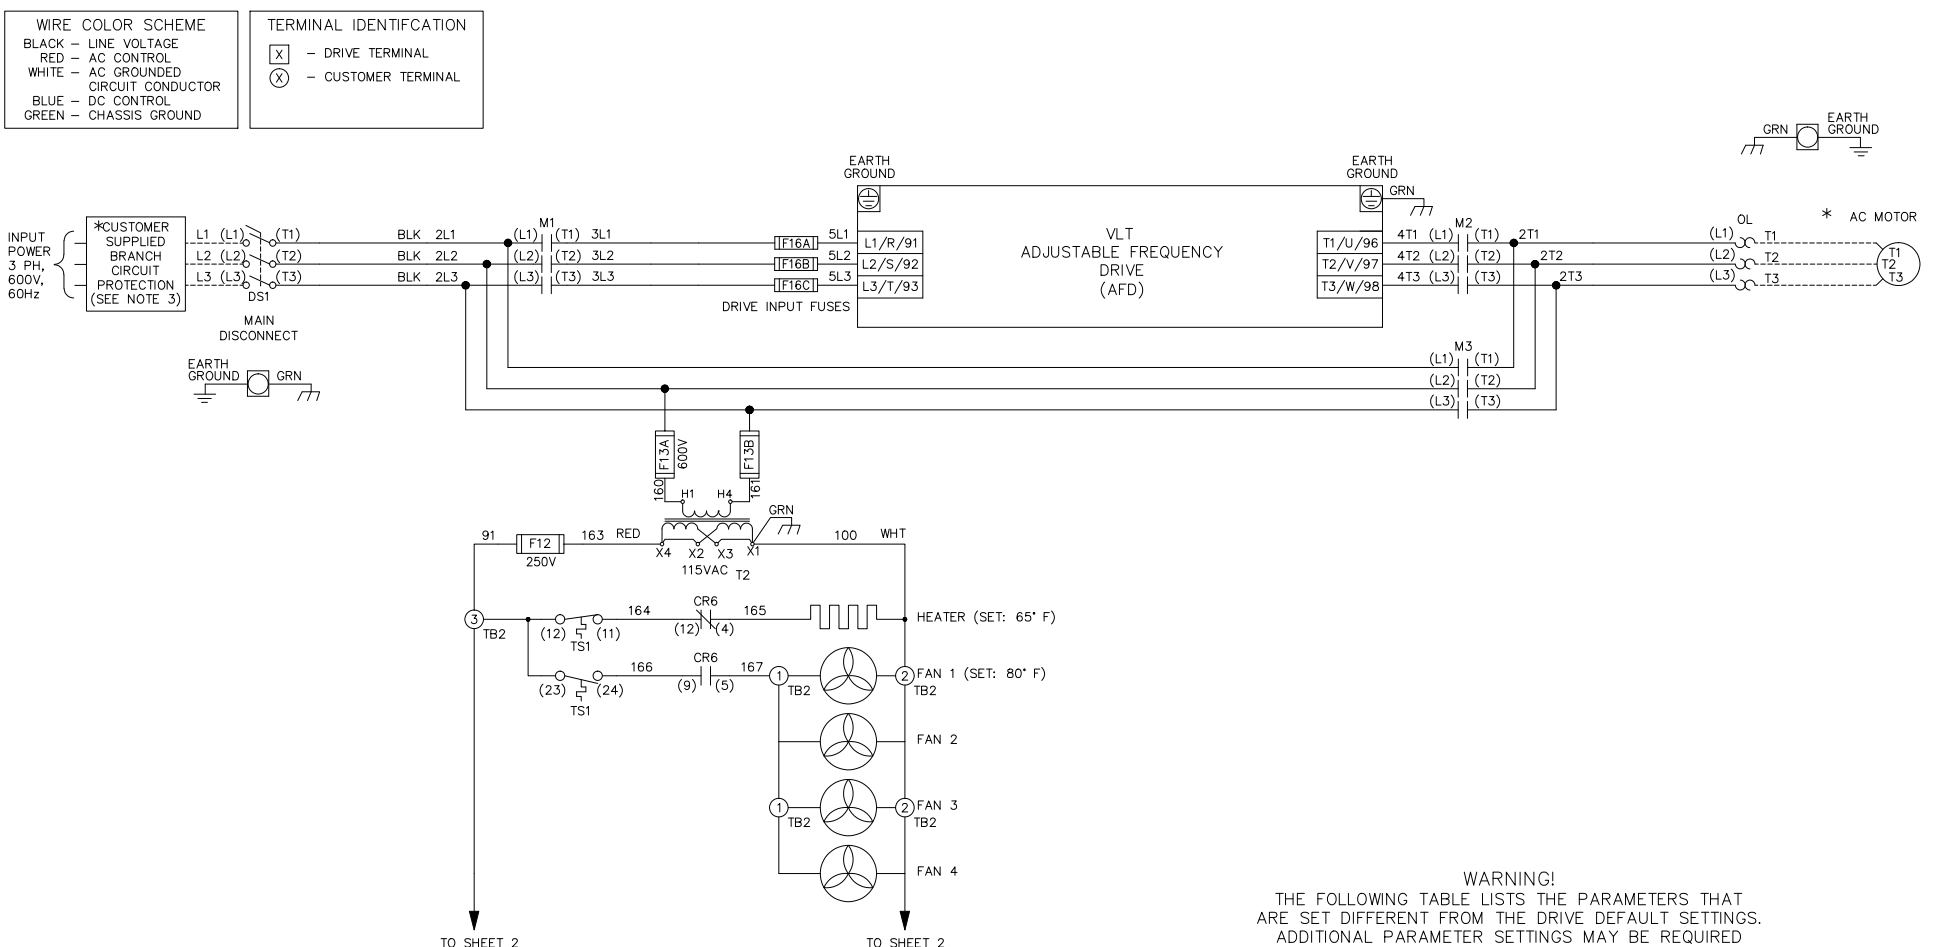 WIRE COLOR SCHEME
BLACK – LINE VOLTAGE
RED – AC CONTROL
WHITE – AC GROUNDED
CIRCUIT CONDUCTOR
BLUE – DC CONTROL
GREEN – CHASSIS GROUND
TERMINAL IDENTIFCATION
X – DRIVE TERMINAL
X – CUSTOMER TERMINAL
GRN
EARTH
GROUND
INPUT
POWER
3 PH,
600V,
60Hz
*CUSTOMER
SUPPLIED
BRANCH
CIRCUIT
PROTECTION
(SEE NOTE 3)
L1 (L1) (T1) BLK 2L1 (L1) M1 (T1) 3L1 F16A 5L1 L1/R/91
L2 (L2) (T2) BLK 2L2 (L2) (T2) 3L2 F16B 5L2 L2/S/92
L3 (L3) (T3) BLK 2L3 (L3) (T3) 3L3 F16C 5L3 L3/T/93
DS1
MAIN
DISCONNECT
DRIVE INPUT FUSES
EARTH
GROUND
VLT
ADJUSTABLE FREQUENCY
DRIVE
(AFD)
EARTH
GROUND
GRN
T1/U/96 4T1 (L1) M2 (T1) 2T1 (L1) OL T1
T2/V/97 4T2 (L2) (T2) 2T2 (L2) T2
T3/W/98 4T3 (L3) (T3) 2T3 (L3) T3
* AC MOTOR
T1
T2
T3
EARTH
GROUND GRN
M3
(L1) (T1)
(L2) (T2)
(L3) (T3)
F13A
600V
F13B
160
161
H1 H4
GRN
91 F12 163 RED
250V
X4 X2 X3 X1
100 WHT
115VAC T2
3
TB2
(12) (11)
TS1
164
CR6
(12) (4)
165
HEATER (SET: 65° F)
(23) (24)
TS1
166
CR6
(9) (5)
167
1
TB2
2
TB2
FAN 1 (SET: 80° F)
FAN 2
1
TB2
2
TB2
FAN 3
FAN 4
TO SHEET 2
TO SHEET 2
WARNING!
THE FOLLOWING TABLE LISTS THE PARAMETERS THAT
ARE SET DIFFERENT FROM THE DRIVE DEFAULT SETTINGS.
ADDITIONAL PARAMETER SETTINGS MAY BE REQUIRED